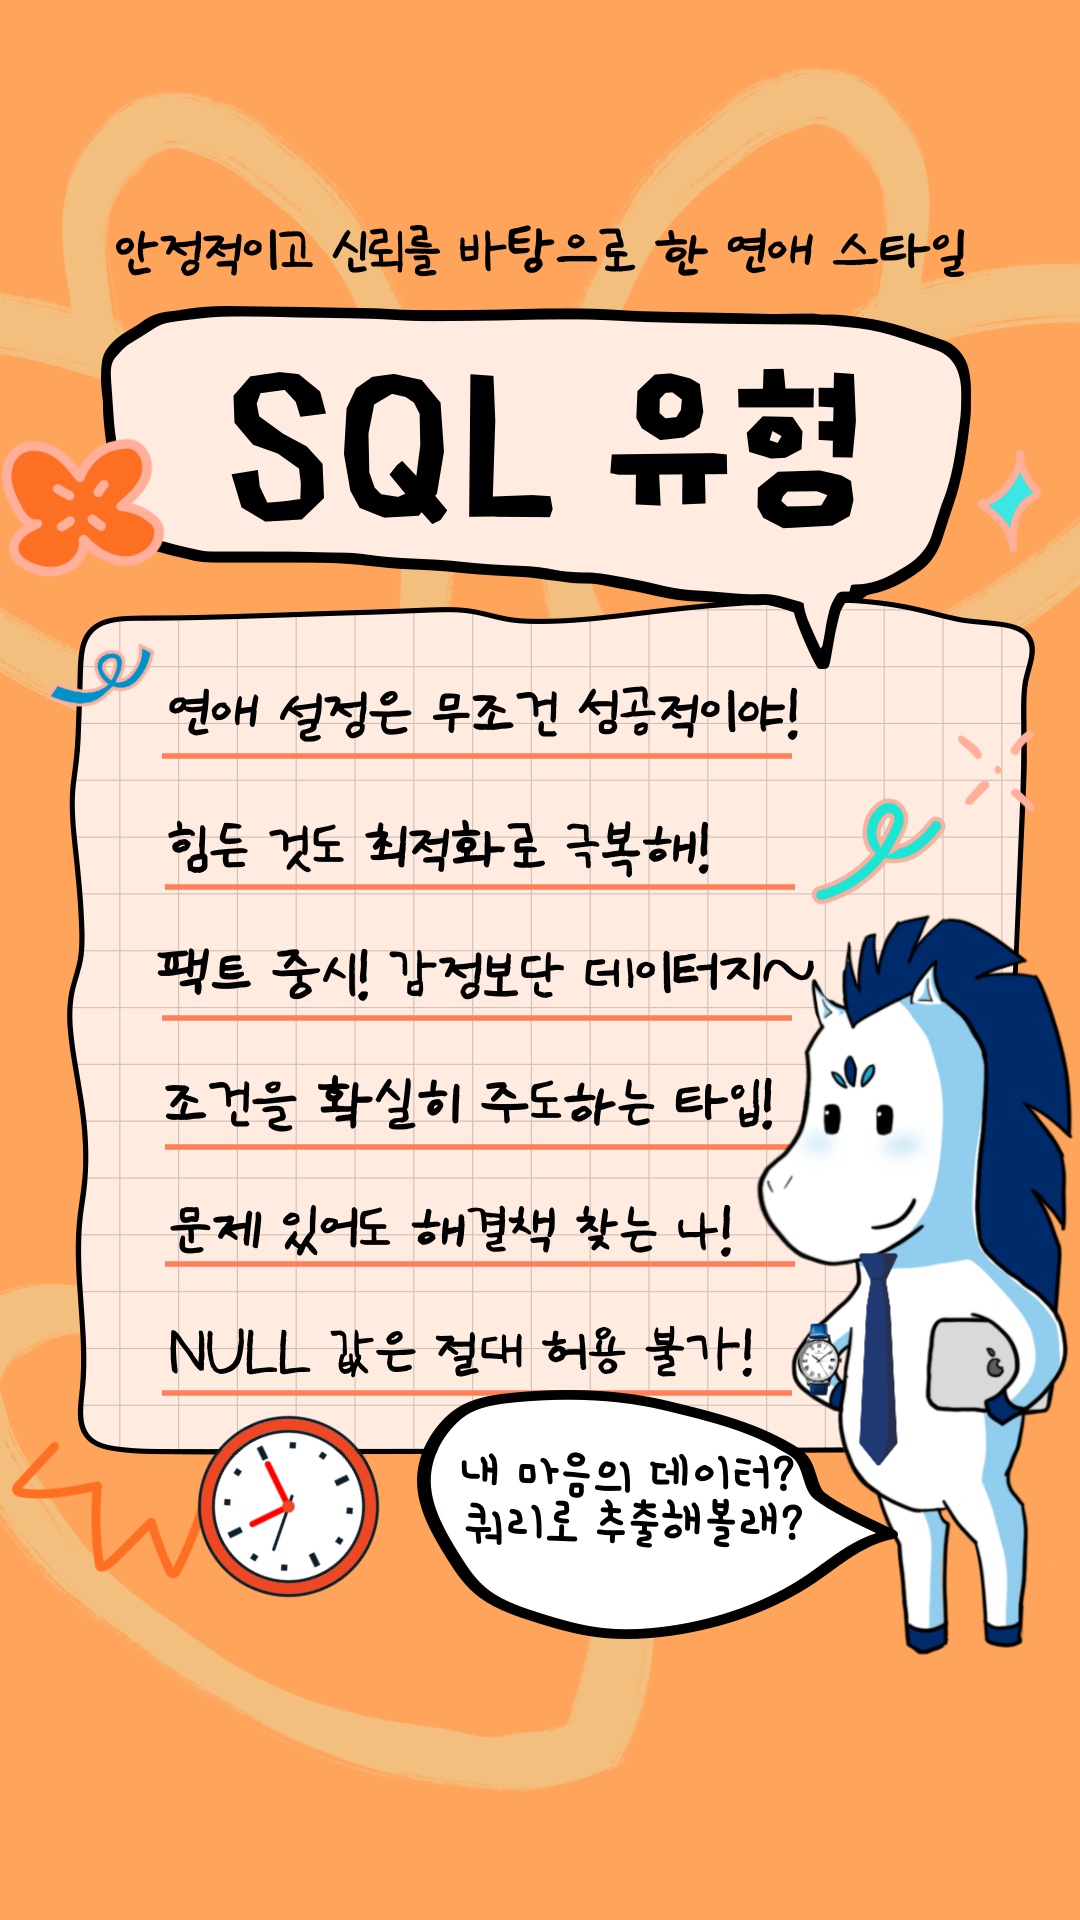 안정적이고 신뢰를 바탕으로 한 연애 스타일
SQL 유형
연애 설정은 무조건 성공적이야!
힘든 것도 최적화로 극복해!
팩트 중시! 감정보단 데이터지~
조건을 확실히 주도하는 타입!
문제 있어도 해결책 찾는 나!
NULL 값은 절대 허용 불가!
내 마음의 데이터?
쿼리로 추출해볼래?